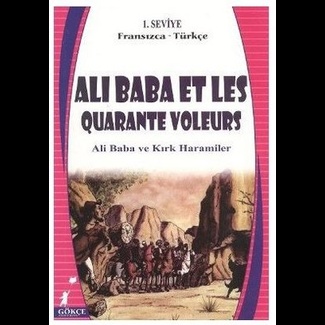 1. SEVİYE
Fransızca - Türkçe
ALI BABA ET LES
QUARANTE VOLEURS
Ali Baba ve Kırk Haramiler
GÖKÇE